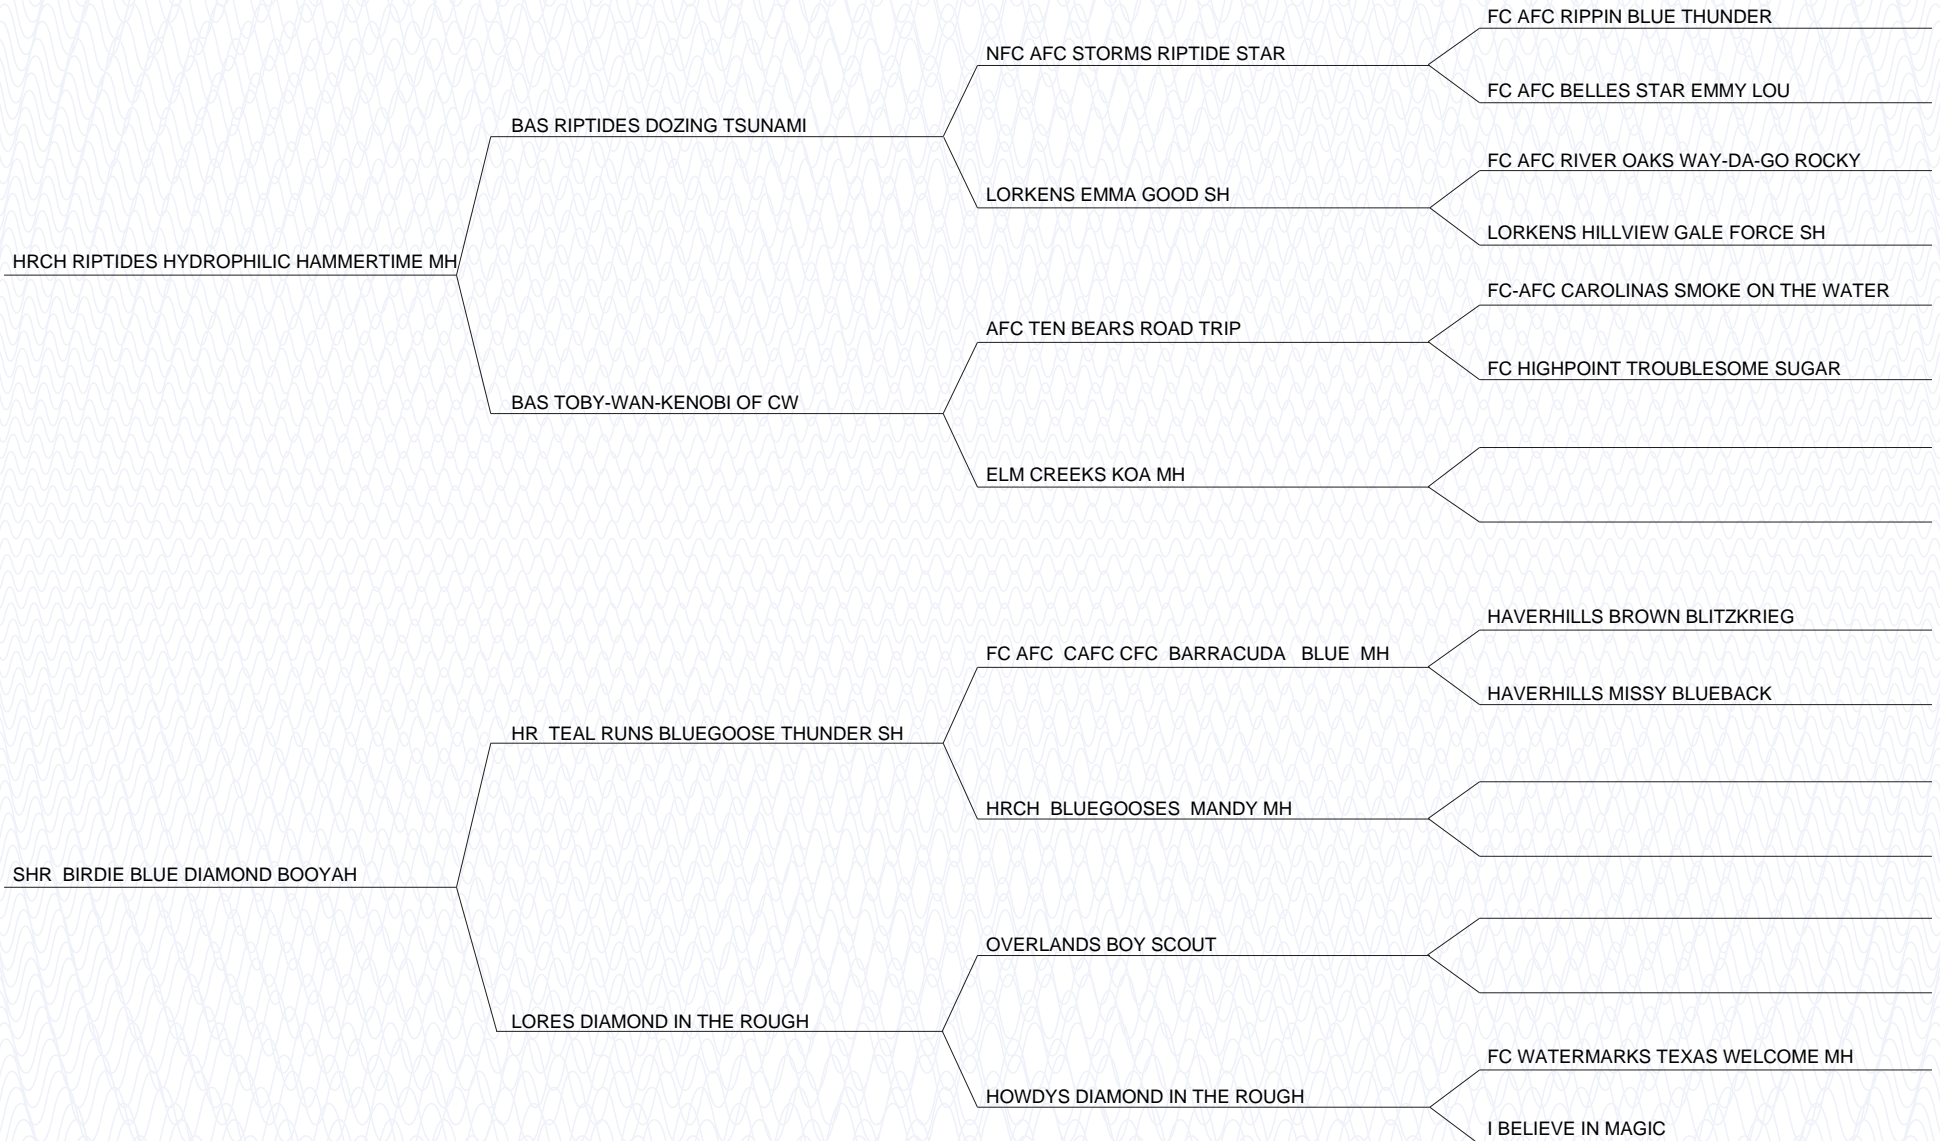 FC AFC RIPPIN BLUE THUNDER
NFC AFC STORMS RIPTIDE STAR
FC AFC BELLES STAR EMMY LOU
BAS RIPTIDES DOZING TSUNAMI
FC AFC RIVER OAKS WAY-DA-GO ROCKY
LORKENS EMMA GOOD SH
LORKENS HILLVIEW GALE FORCE SH
HRCH RIPTIDES HYDROPHILIC HAMMERTIME MH
FC-AFC CAROLINAS SMOKE ON THE WATER
AFC TEN BEARS ROAD TRIP
FC HIGHPOINT TROUBLESOME SUGAR
BAS TOBY-WAN-KENOBI OF CW
ELM CREEKS KOA MH
HAVERHILLS BROWN BLITZKRIEG
FC AFC CAFC CFC BARRACUDA BLUE MH
HAVERHILLS MISSY BLUEBACK
HR TEAL RUNS BLUEGOOSE THUNDER SH
HRCH BLUEGOOSES MANDY MH
SHR BIRDIE BLUE DIAMOND BOOYAH
OVERLANDS BOY SCOUT
LORES DIAMOND IN THE ROUGH
FC WATERMARKS TEXAS WELCOME MH
HOWDYS DIAMOND IN THE ROUGH
I BELIEVE IN MAGIC